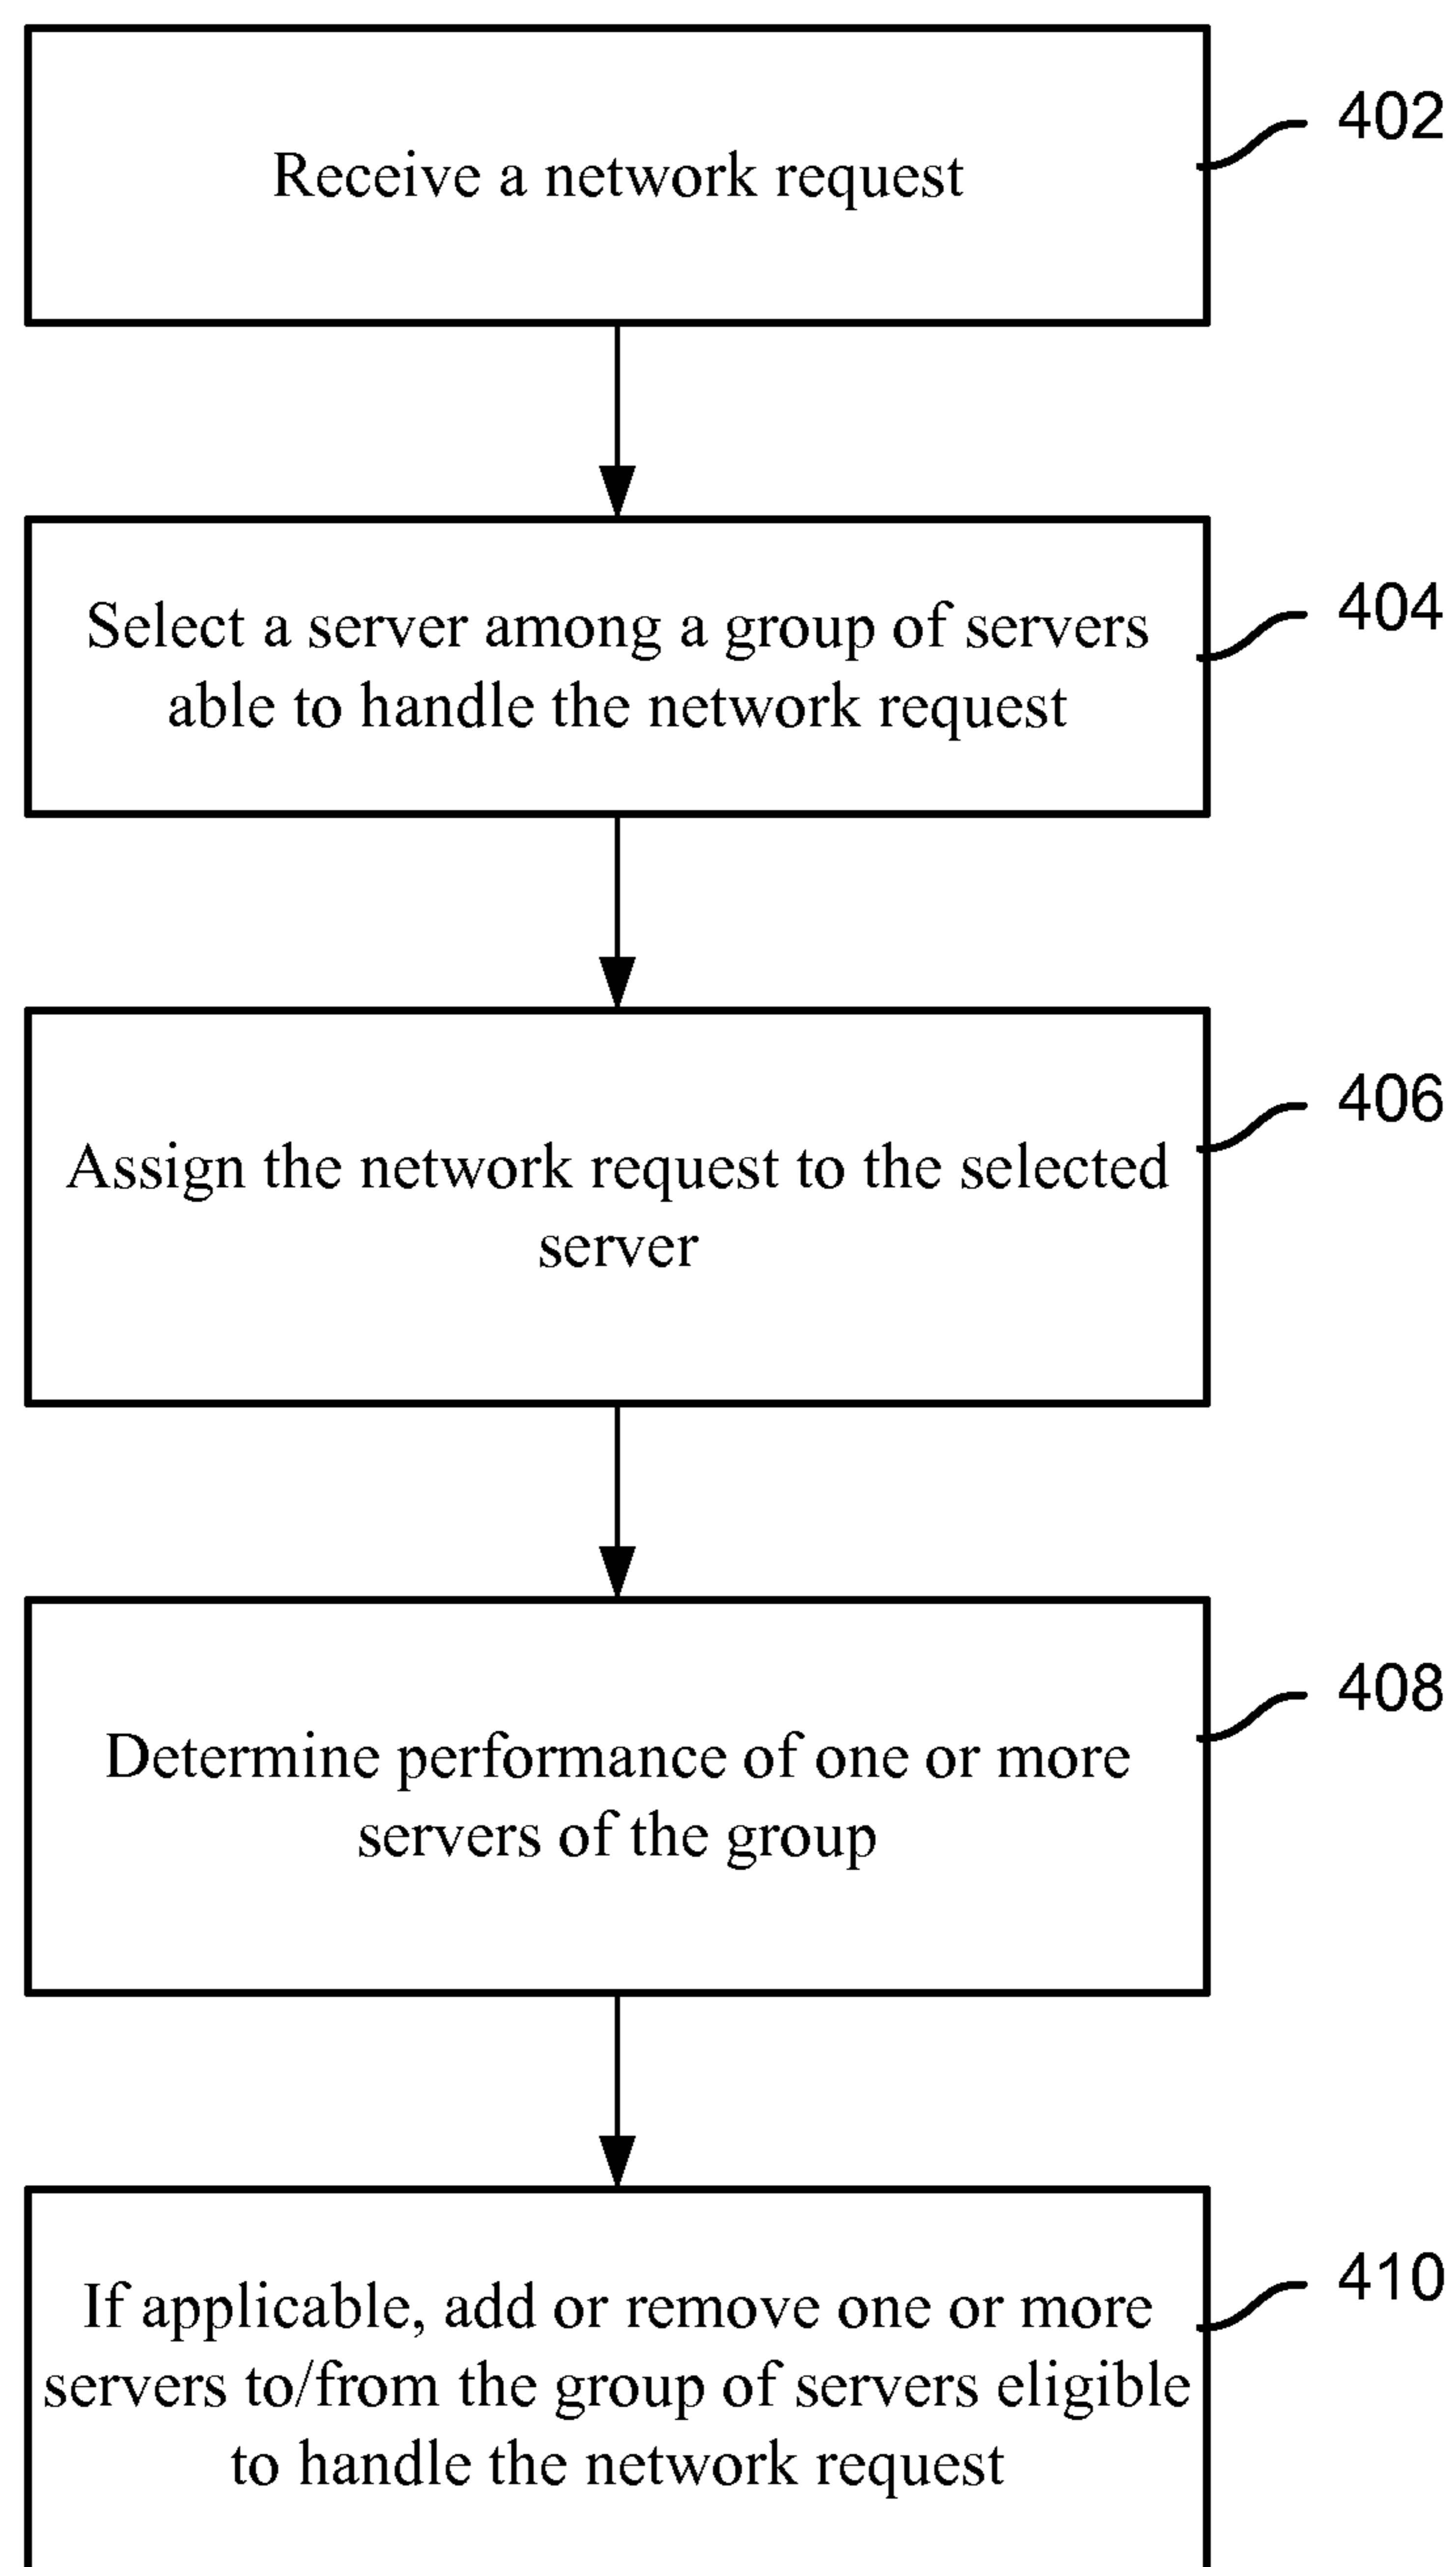 Receive a network request
402
Select a server among a group of servers
able to handle the network request
404
Assign the network request to the selected
server
406
Determine performance of one or more
servers of the group
408
If applicable, add or remove one or more
servers to/from the group of servers eligible
to handle the network request
410